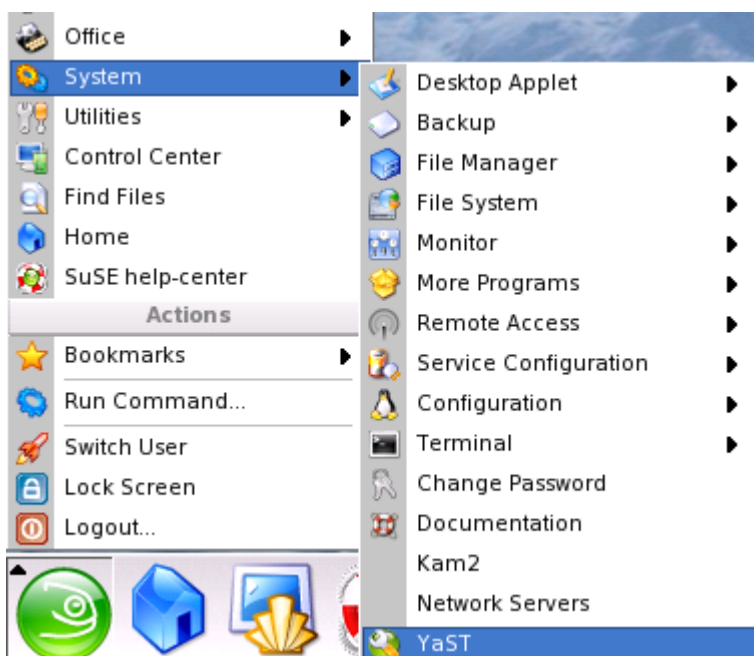 Office
System
Utilities
Control Center
Find Files
Home
SuSE help-center
Actions
Bookmarks
Run Command...
Switch User
Lock Screen
Logout...
Desktop Applet
Backup
File Manager
File System
Monitor
More Programs
Remote Access
Service Configuration
Configuration
Terminal
Change Password
Documentation
Kam2
Network Servers
YaST